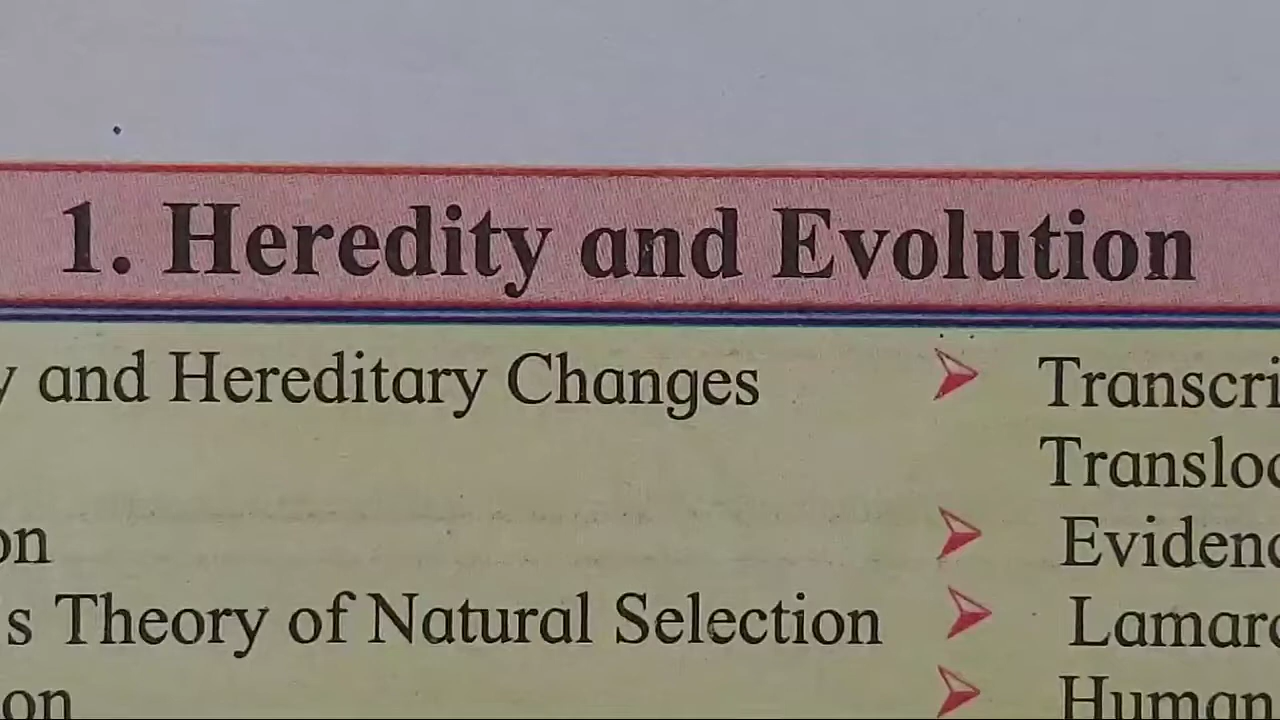 1. Heredity and Evolution
y and Hereditary Changes
Transcri
Transloc
on
Evidenc
s Theory of Natural Selection
Lamarc
on
Human